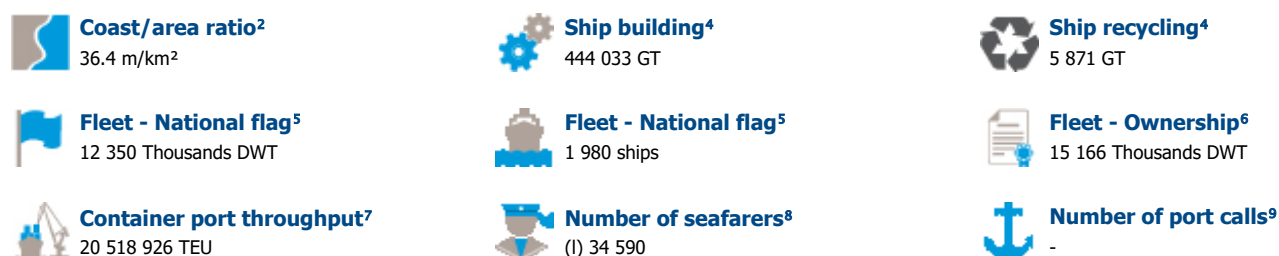 Coast/area ratio²
36.4 m/km²
Ship building⁴
444 033 GT
Ship recycling⁴
5 871 GT
Fleet - National flag⁵
12 350 Thousands DWT
Fleet - National flag⁵
1 980 ships
Fleet - Ownership⁶
15 166 Thousands DWT
Container port throughput⁷
20 518 926 TEU
Number of seafarers⁸
(l) 34 590
Number of port calls⁹
-